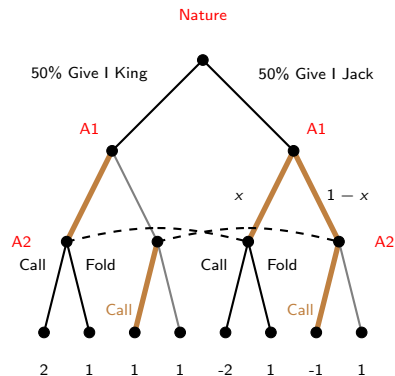 Nature
50% Give I King
50% Give I Jack
A1
A1
x
1 − x
A2
A2
Call
Fold
Call
Fold
Call
Call
2
1
1
1
-2
1
-1
1